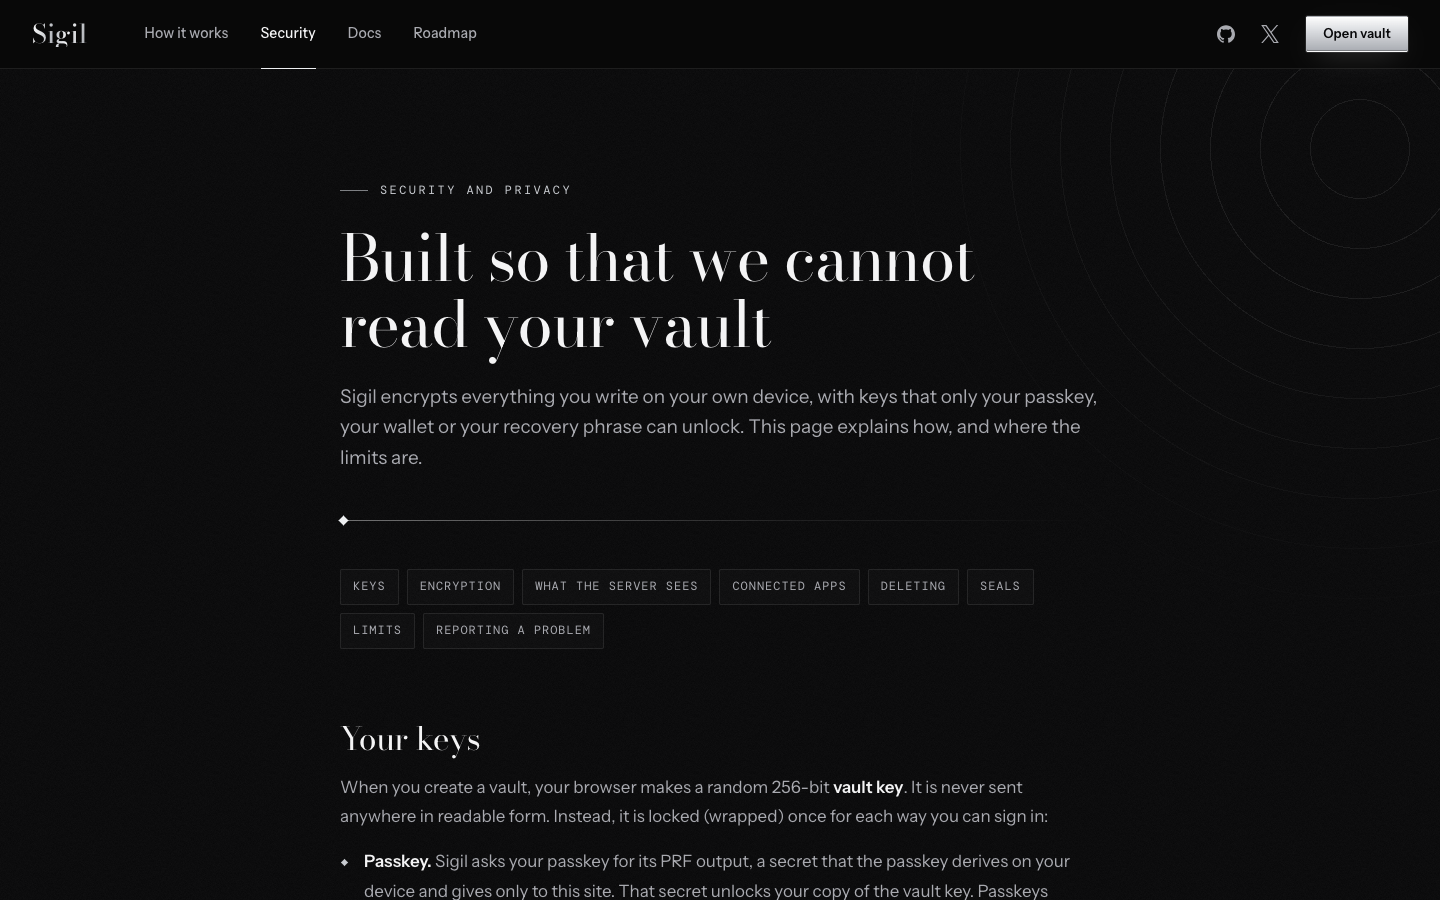 Sigil
How it works
Security
Docs
Roadmap
Open vault
SECURITY AND PRIVACY
Built so that we cannot
read your vault
Sigil encrypts everything you write on your own device, with keys that only your passkey,
your wallet or your recovery phrase can unlock. This page explains how, and where the
limits are.
KEYS
ENCRYPTION
WHAT THE SERVER SEES
CONNECTED APPS
DELETING
SEALS
LIMITS
REPORTING A PROBLEM
Your keys
When you create a vault, your browser makes a random 256-bit vault key. It is never sent
anywhere in readable form. Instead, it is locked (wrapped) once for each way you can sign in:
Passkey. Sigil asks your passkey for its PRF output, a secret that the passkey derives on your
device and gives only to this site. That secret unlocks your copy of the vault key. Passkeys